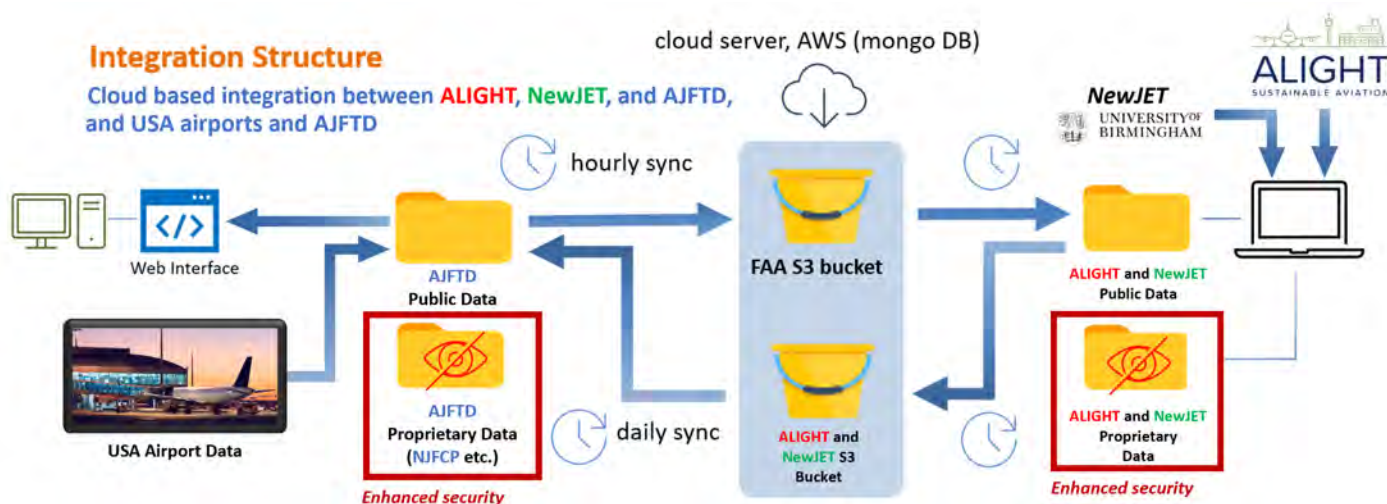 cloud server, AWS (mongo DB)
Integration Structure
Cloud based integration between ALIGHT, NewJET, and AJFTD,
and USA airports and AJFTD
ALIGHT
SUSTAINABLE AVIATION
NewJET
UNIVERSITY OF
BIRMINGHAM
hourly sync
</>
Web Interface
AJFTD
Public Data
FAA S3 bucket
ALIGHT and NewJET
Public Data
USA Airport Data
AJFTD
Proprietary Data
(NJFCP etc.)
Enhanced security
daily sync
ALIGHT and
NewJET S3
Bucket
ALIGHT and NewJET
Proprietary
Data
Enhanced security